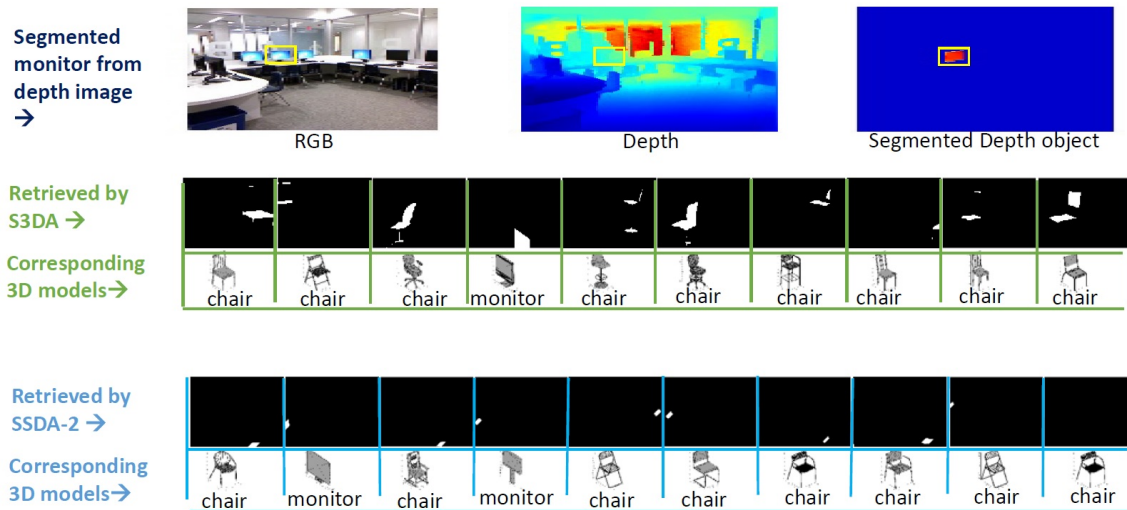 Segmented
monitor from
depth image
→
RGB
Depth
Segmented Depth object
Retrieved by
S3DA →
Corresponding
3D models→
chair
chair
chair
monitor
chair
chair
chair
chair
chair
chair
Retrieved by
SSDA-2 →
Corresponding
3D models→
chair
monitor
chair
monitor
chair
chair
chair
chair
chair
chair